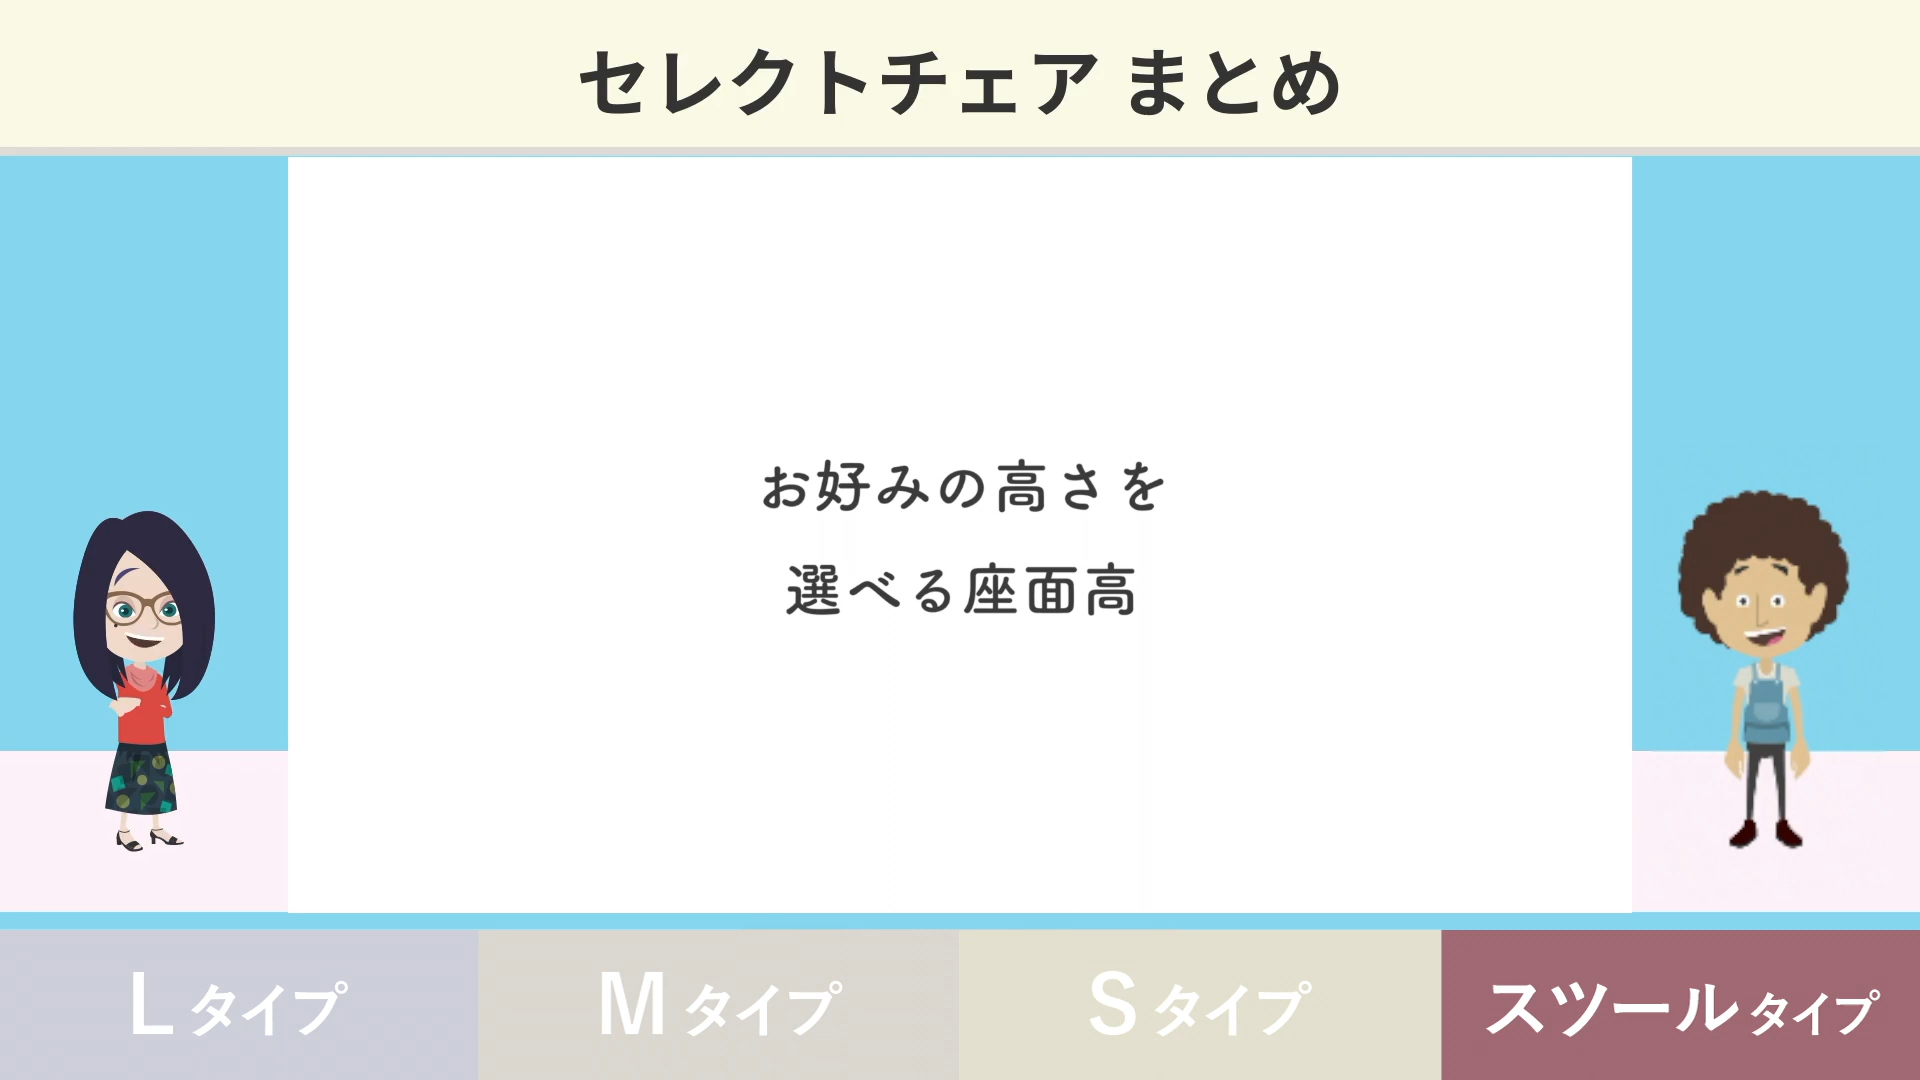 セレクトチェア まとめ
お好みの高さを
選べる座面高
L タイプ
M タイプ
S タイプ
スツール タイプ